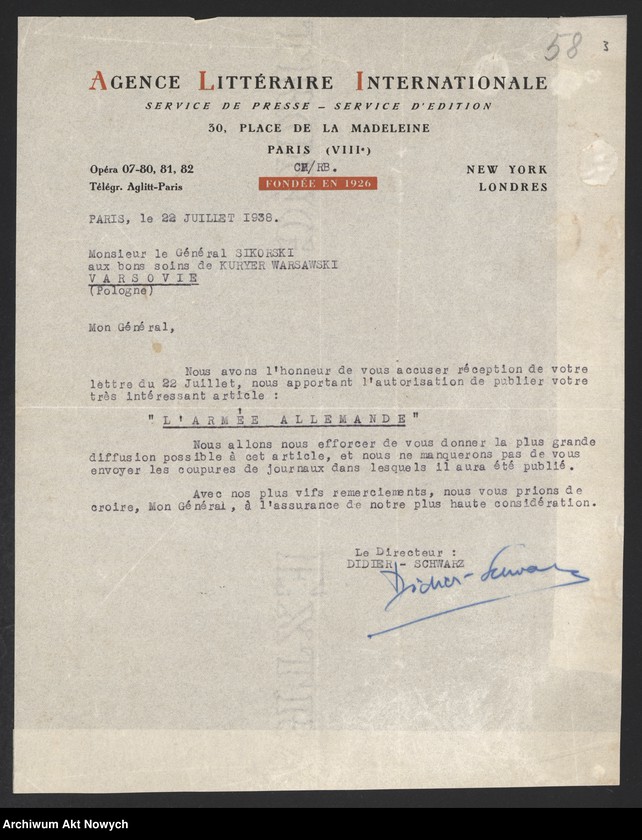 58 3
AGENCE LITTÉRAIRE INTERNATIONALE
SERVICE DE PRESSE – SERVICE D'EDITION
30, PLACE DE LA MADELEINE
PARIS (VIIIe)
Opéra 07-80, 81, 82 CH/RB. NEW YORK
Télégr. Aglitt-Paris FONDÉE EN 1926 LONDRES
PARIS, le 22 JUILLET 1938.
Monsieur le Général SIKORSKI
aux bons soins de KURYER WARSAWSKI
VARSOVIE
(Pologne)
Mon Général,
Nous avons l'honneur de vous accuser réception de votre
lettre du 22 Juillet, nous apportant l'autorisation de publier votre
très intéressant article :
" L'ARMÉE ALLEMANDE "
Nous allons nous efforcer de vous donner la plus grande
diffusion possible à cet article, et nous ne manquerons pas de vous
envoyer les coupures de journaux dans lesquels il aura été publié.
Avec nos plus vifs remerciements, nous vous prions de
croire, Mon Général, à l'assurance de notre plus haute considération.
Le Directeur :
DIDIER - SCHWARZ
Didier-Schwarz
Archiwum Akt Nowych